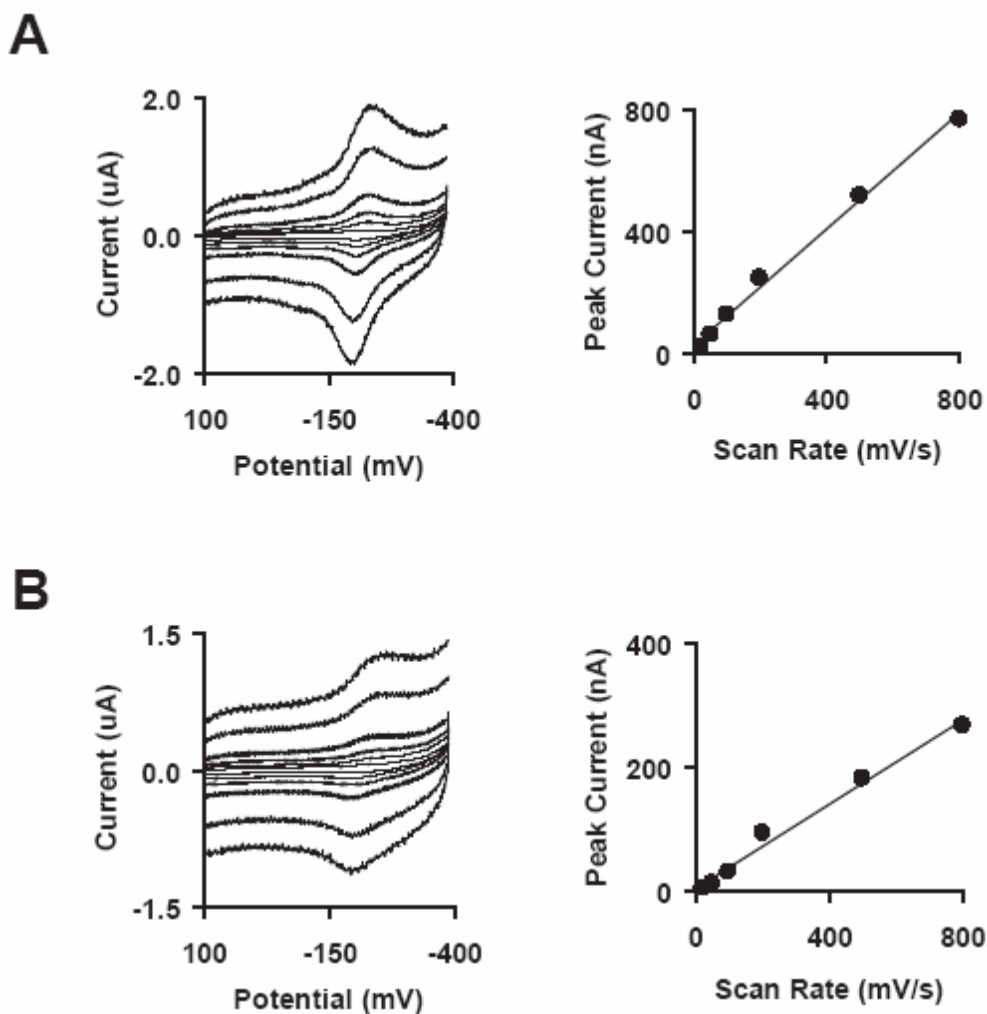 A
2.0
0.0
-2.0
Current (uA)
100 -150 -400
Potential (mV)
800
400
0
Peak Current (nA)
0 400 800
Scan Rate (mV/s)
B
1.5
0.0
-1.5
Current (uA)
100 -150 -400
Potential (mV)
400
200
0
Peak Current (nA)
0 400 800
Scan Rate (mV/s)